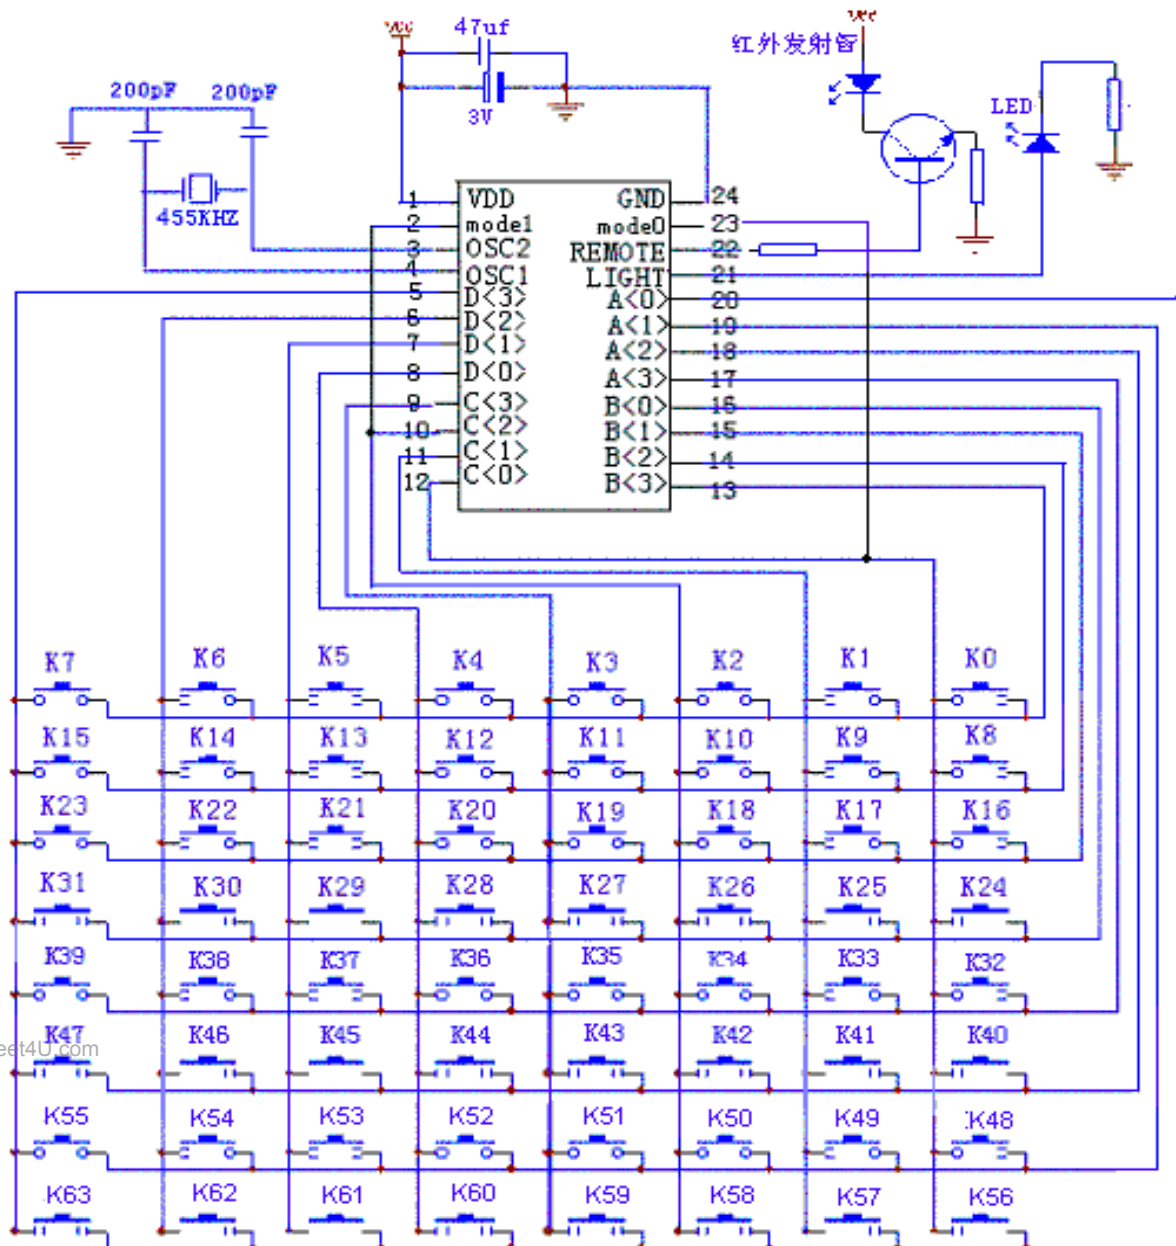 vcc
47uf
3V
200pF 200pF
455KHZ
红外发射管
vcc
LED
1 VDD GND 24
2 mode1 mode0 23
3 OSC2 REMOTE 22
4 OSC1 LIGHT 21
5 D<3> A<0> 20
6 D<2> A<1> 19
7 D<1> A<2> 18
8 D<0> A<3> 17
9 C<3> B<0> 16
10 C<2> B<1> 15
11 C<1> B<2> 14
12 C<0> B<3> 13
K7 K6 K5 K4 K3 K2 K1 K0
K15 K14 K13 K12 K11 K10 K9 K8
K23 K22 K21 K20 K19 K18 K17 K16
K31 K30 K29 K28 K27 K26 K25 K24
K39 K38 K37 K36 K35 K34 K33 K32
K47 K46 K45 K44 K43 K42 K41 K40
eet4U.com
K55 K54 K53 K52 K51 K50 K49 K48
K63 K62 K61 K60 K59 K58 K57 K56